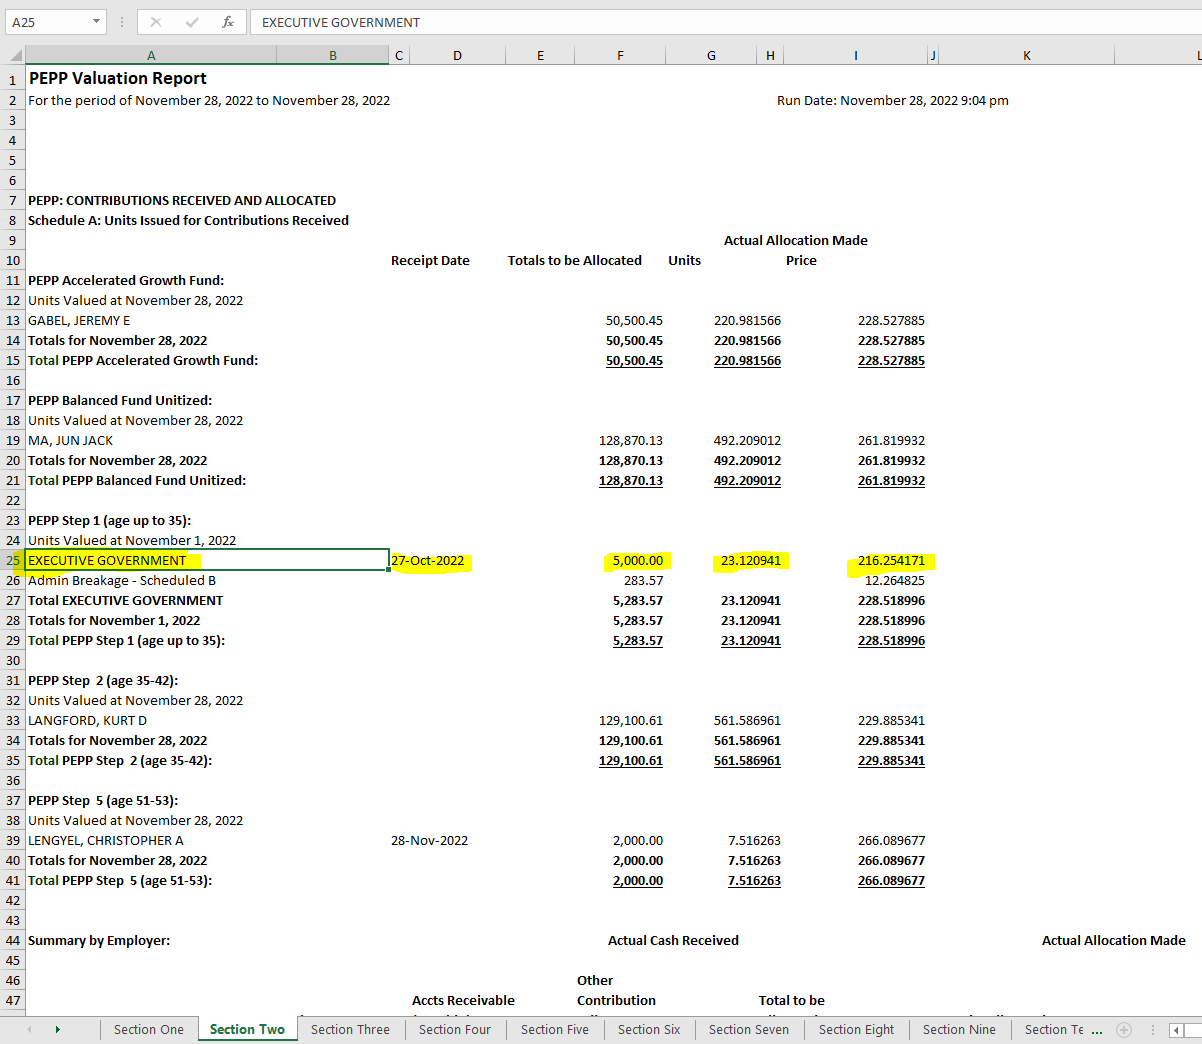 A25 fx EXECUTIVE GOVERNMENT
A B C D E F G H I J K L
1 PEPP Valuation Report
2 For the period of November 28, 2022 to November 28, 2022 Run Date: November 28, 2022 9:04 pm
3
4
5
6
7 PEPP: CONTRIBUTIONS RECEIVED AND ALLOCATED
8 Schedule A: Units Issued for Contributions Received
9 Actual Allocation Made
10 Receipt Date Totals to be Allocated Units Price
11 PEPP Accelerated Growth Fund:
12 Units Valued at November 28, 2022
13 GABEL, JEREMY E 50,500.45 220.981566 228.527885
14 Totals for November 28, 2022 50,500.45 220.981566 228.527885
15 Total PEPP Accelerated Growth Fund: 50,500.45 220.981566 228.527885
16
17 PEPP Balanced Fund Unitized:
18 Units Valued at November 28, 2022
19 MA, JUN JACK 128,870.13 492.209012 261.819932
20 Totals for November 28, 2022 128,870.13 492.209012 261.819932
21 Total PEPP Balanced Fund Unitized: 128,870.13 492.209012 261.819932
22
23 PEPP Step 1 (age up to 35):
24 Units Valued at November 1, 2022
25 EXECUTIVE GOVERNMENT 27-Oct-2022 5,000.00 23.120941 216.254171
26 Admin Breakage - Scheduled B 283.57 12.264825
27 Total EXECUTIVE GOVERNMENT 5,283.57 23.120941 228.518996
28 Totals for November 1, 2022 5,283.57 23.120941 228.518996
29 Total PEPP Step 1 (age up to 35): 5,283.57 23.120941 228.518996
30
31 PEPP Step 2 (age 35-42):
32 Units Valued at November 28, 2022
33 LANGFORD, KURT D 129,100.61 561.586961 229.885341
34 Totals for November 28, 2022 129,100.61 561.586961 229.885341
35 Total PEPP Step 2 (age 35-42): 129,100.61 561.586961 229.885341
36
37 PEPP Step 5 (age 51-53):
38 Units Valued at November 28, 2022
39 LENGYEL, CHRISTOPHER A 28-Nov-2022 2,000.00 7.516263 266.089677
40 Totals for November 28, 2022 2,000.00 7.516263 266.089677
41 Total PEPP Step 5 (age 51-53): 2,000.00 7.516263 266.089677
42
43
44 Summary by Employer: Actual Cash Received Actual Allocation Made
45
46 Other
47 Accts Receivable Contribution Total to be
Section One Section Two Section Three Section Four Section Five Section Six Section Seven Section Eight Section Nine Section Te ...